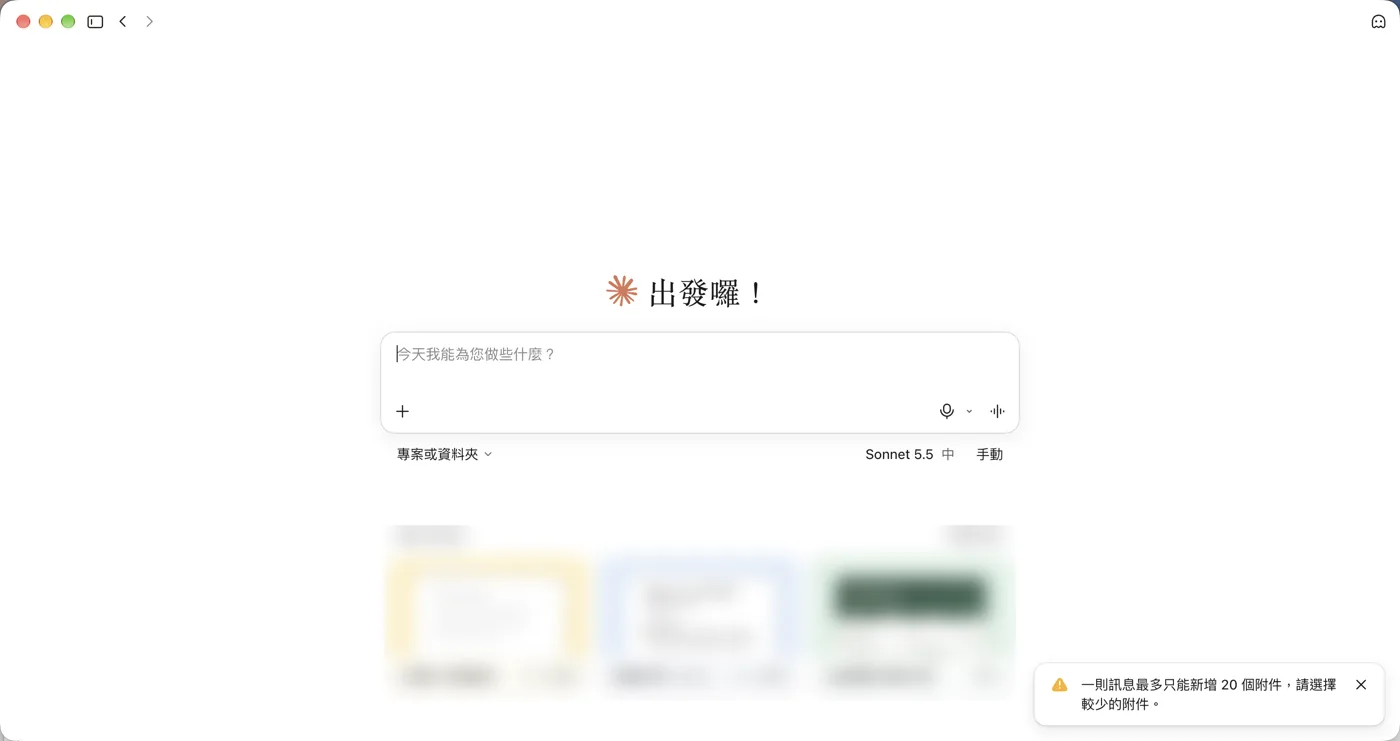 出發囉！
今天我能為您做些什麼？
專案或資料夾
Sonnet 5.5 中 手動
一則訊息最多只能新增 20 個附件，請選擇
較少的附件。